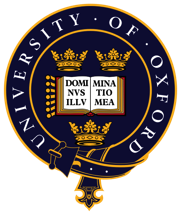 UNIVERSITY · OF · OXFORD
DOMI
NVS
ILLV
MINA
TIO
MEA